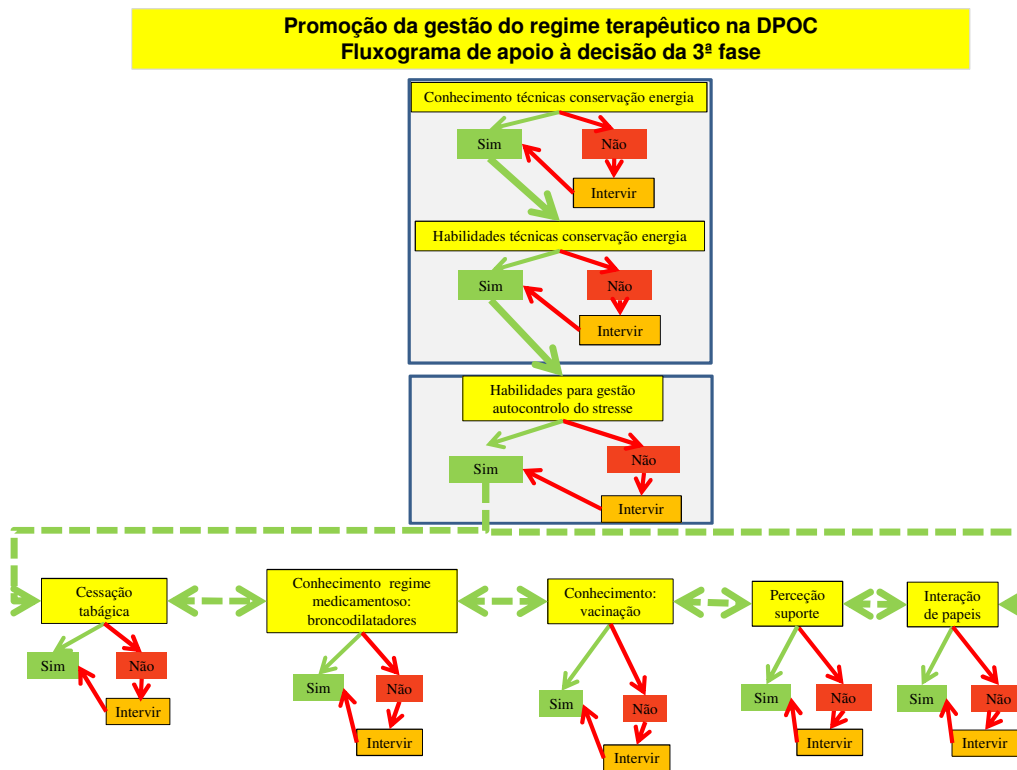 Promoção da gestão do regime terapêutico na DPOC
Fluxograma de apoio à decisão da 3ª fase
Conhecimento técnicas conservação energia
Sim
Não
Intervir
Habilidades técnicas conservação energia
Sim
Não
Intervir
Habilidades para gestão
autocontrolo do stresse
Sim
Não
Intervir
Cessação
tabágica
Sim
Não
Intervir
Conhecimento regime
medicamentoso:
broncodilatadores
Sim
Não
Intervir
Conhecimento:
vacinação
Sim
Não
Intervir
Perceção
suporte
Sim
Não
Intervir
Interação
de papeis
Sim
Não
Intervir